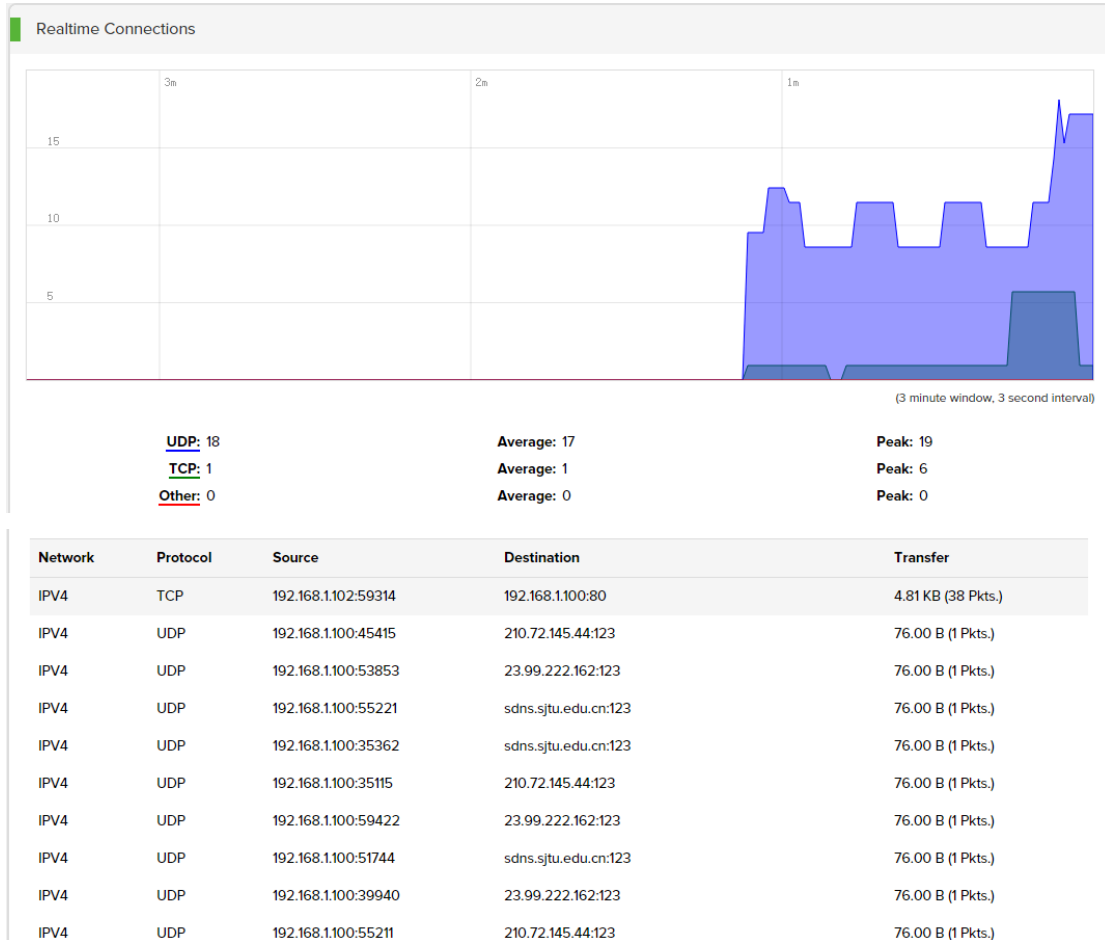 Realtime Connections
3m 2m 1m
15
10
5
(3 minute window, 3 second interval)
UDP: 18 Average: 17 Peak: 19
TCP: 1 Average: 1 Peak: 6
Other: 0 Average: 0 Peak: 0
Network Protocol Source Destination Transfer
IPV4 TCP 192.168.1.102:59314 192.168.1.100:80 4.81 KB (38 Pkts.)
IPV4 UDP 192.168.1.100:45415 210.72.145.44:123 76.00 B (1 Pkts.)
IPV4 UDP 192.168.1.100:53853 23.99.222.162:123 76.00 B (1 Pkts.)
IPV4 UDP 192.168.1.100:55221 sdns.sjtu.edu.cn:123 76.00 B (1 Pkts.)
IPV4 UDP 192.168.1.100:35362 sdns.sjtu.edu.cn:123 76.00 B (1 Pkts.)
IPV4 UDP 192.168.1.100:35115 210.72.145.44:123 76.00 B (1 Pkts.)
IPV4 UDP 192.168.1.100:59422 23.99.222.162:123 76.00 B (1 Pkts.)
IPV4 UDP 192.168.1.100:51744 sdns.sjtu.edu.cn:123 76.00 B (1 Pkts.)
IPV4 UDP 192.168.1.100:39940 23.99.222.162:123 76.00 B (1 Pkts.)
IPV4 UDP 192.168.1.100:55211 210.72.145.44:123 76.00 B (1 Pkts.)